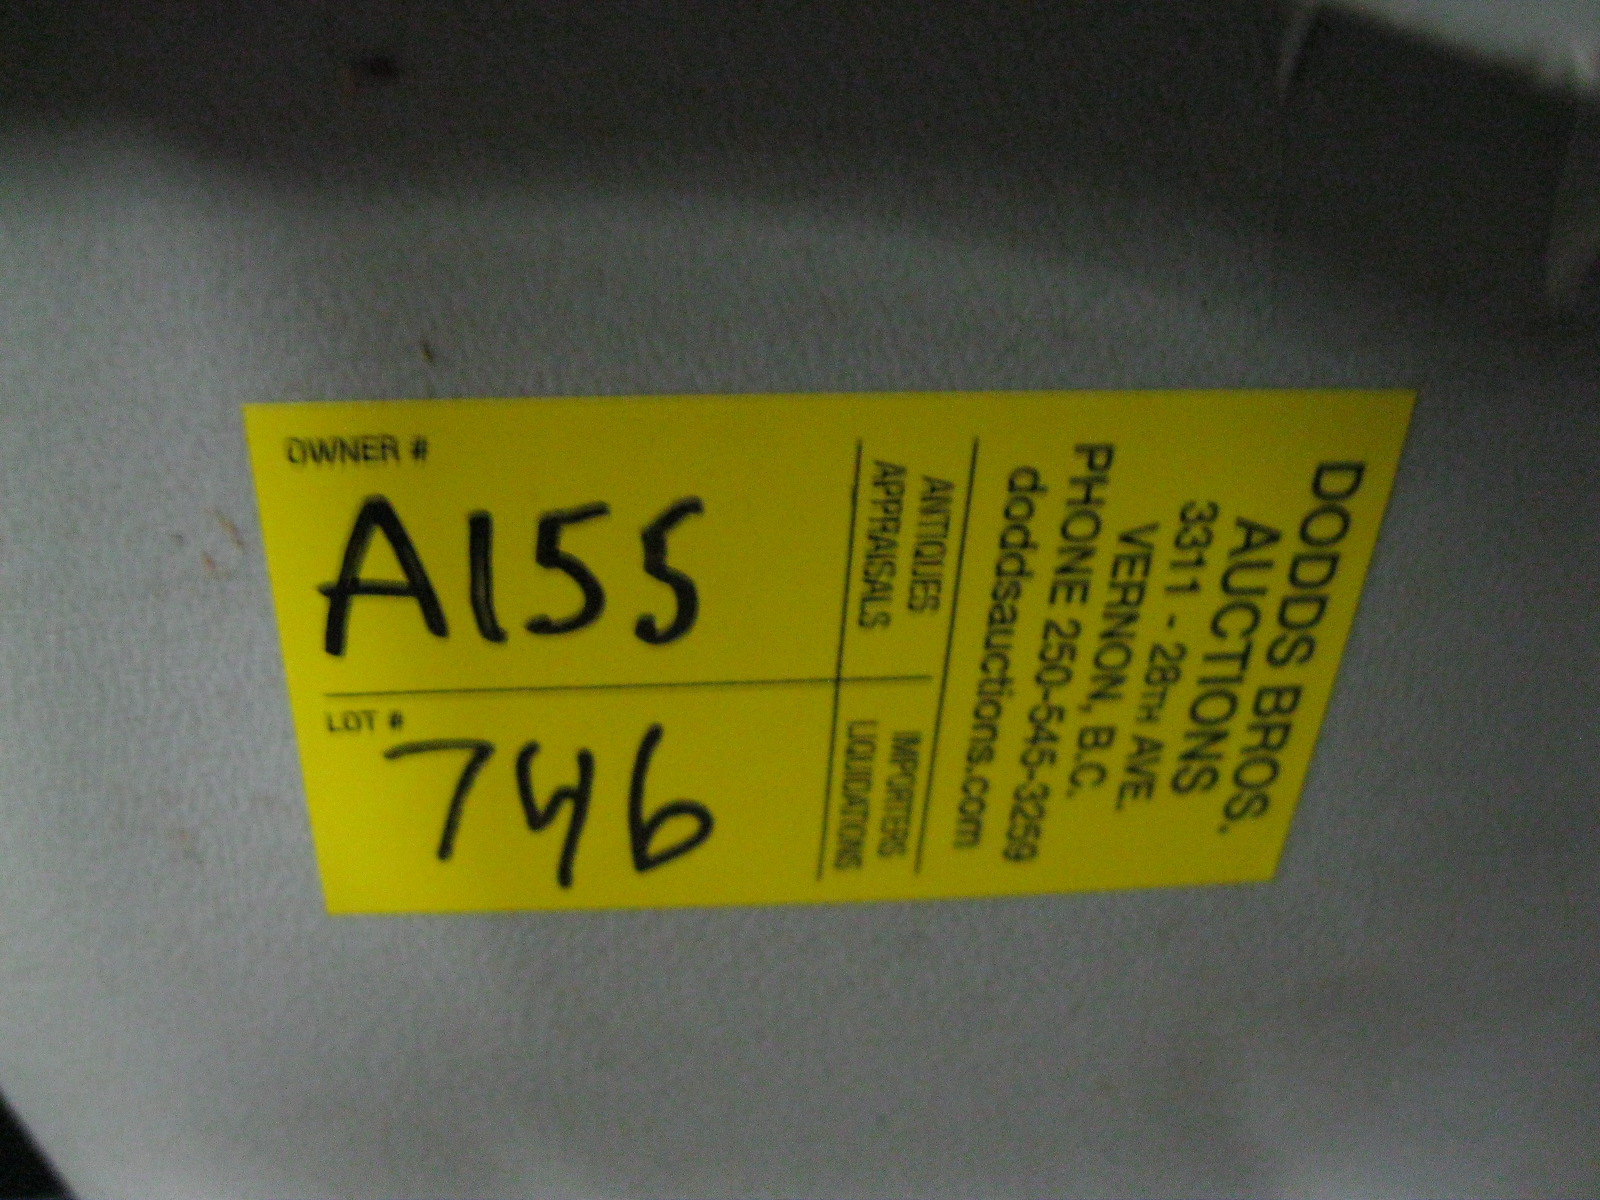 OWNER #
A155
LOT #
746
ANTIQUES
APPRAISALS
IMPORTERS
LIQUIDATIONS
DODDS BROS.
AUCTIONS
3311 - 28TH AVE.
VERNON, B.C.
PHONE 250-545-3259
doddsauctions.com